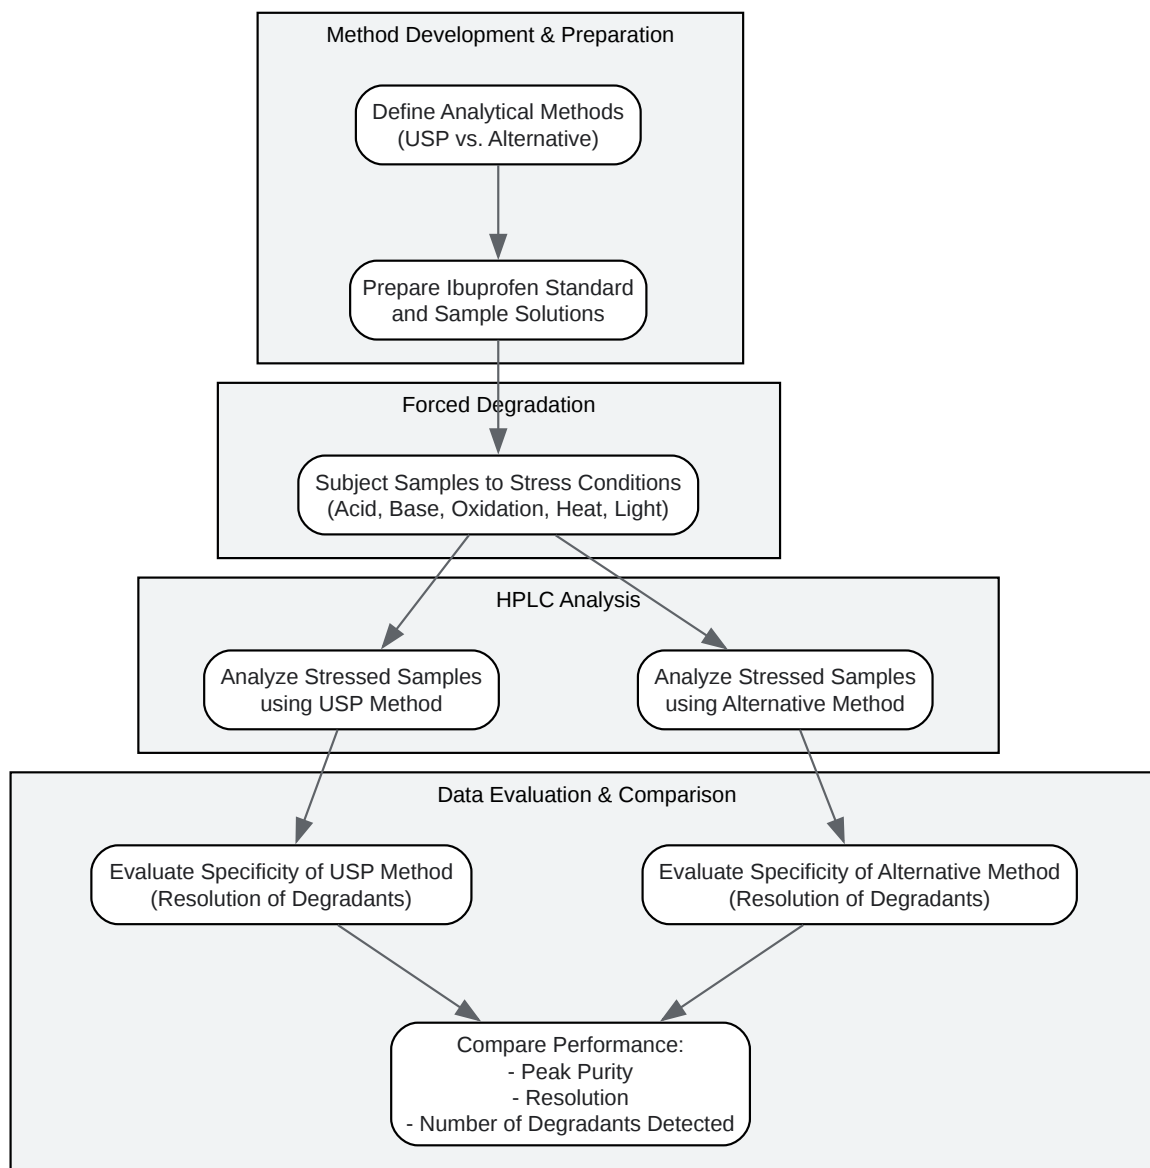 Method Development & Preparation
Define Analytical Methods
(USP vs. Alternative)
Prepare Ibuprofen Standard
and Sample Solutions
Forced Degradation
Subject Samples to Stress Conditions
(Acid, Base, Oxidation, Heat, Light)
HPLC Analysis
Analyze Stressed Samples
using USP Method
Analyze Stressed Samples
using Alternative Method
Data Evaluation & Comparison
Evaluate Specificity of USP Method
(Resolution of Degradants)
Evaluate Specificity of Alternative Method
(Resolution of Degradants)
Compare Performance:
- Peak Purity
- Resolution
- Number of Degradants Detected